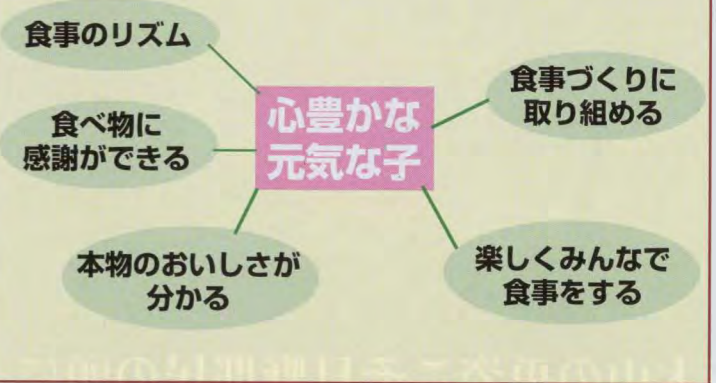 食事のリズム
食べ物に
感謝ができる
本物のおいしさが
分かる
心豊かな
元気な子
食事づくりに
取り組める
楽しくみんなで
食事をする